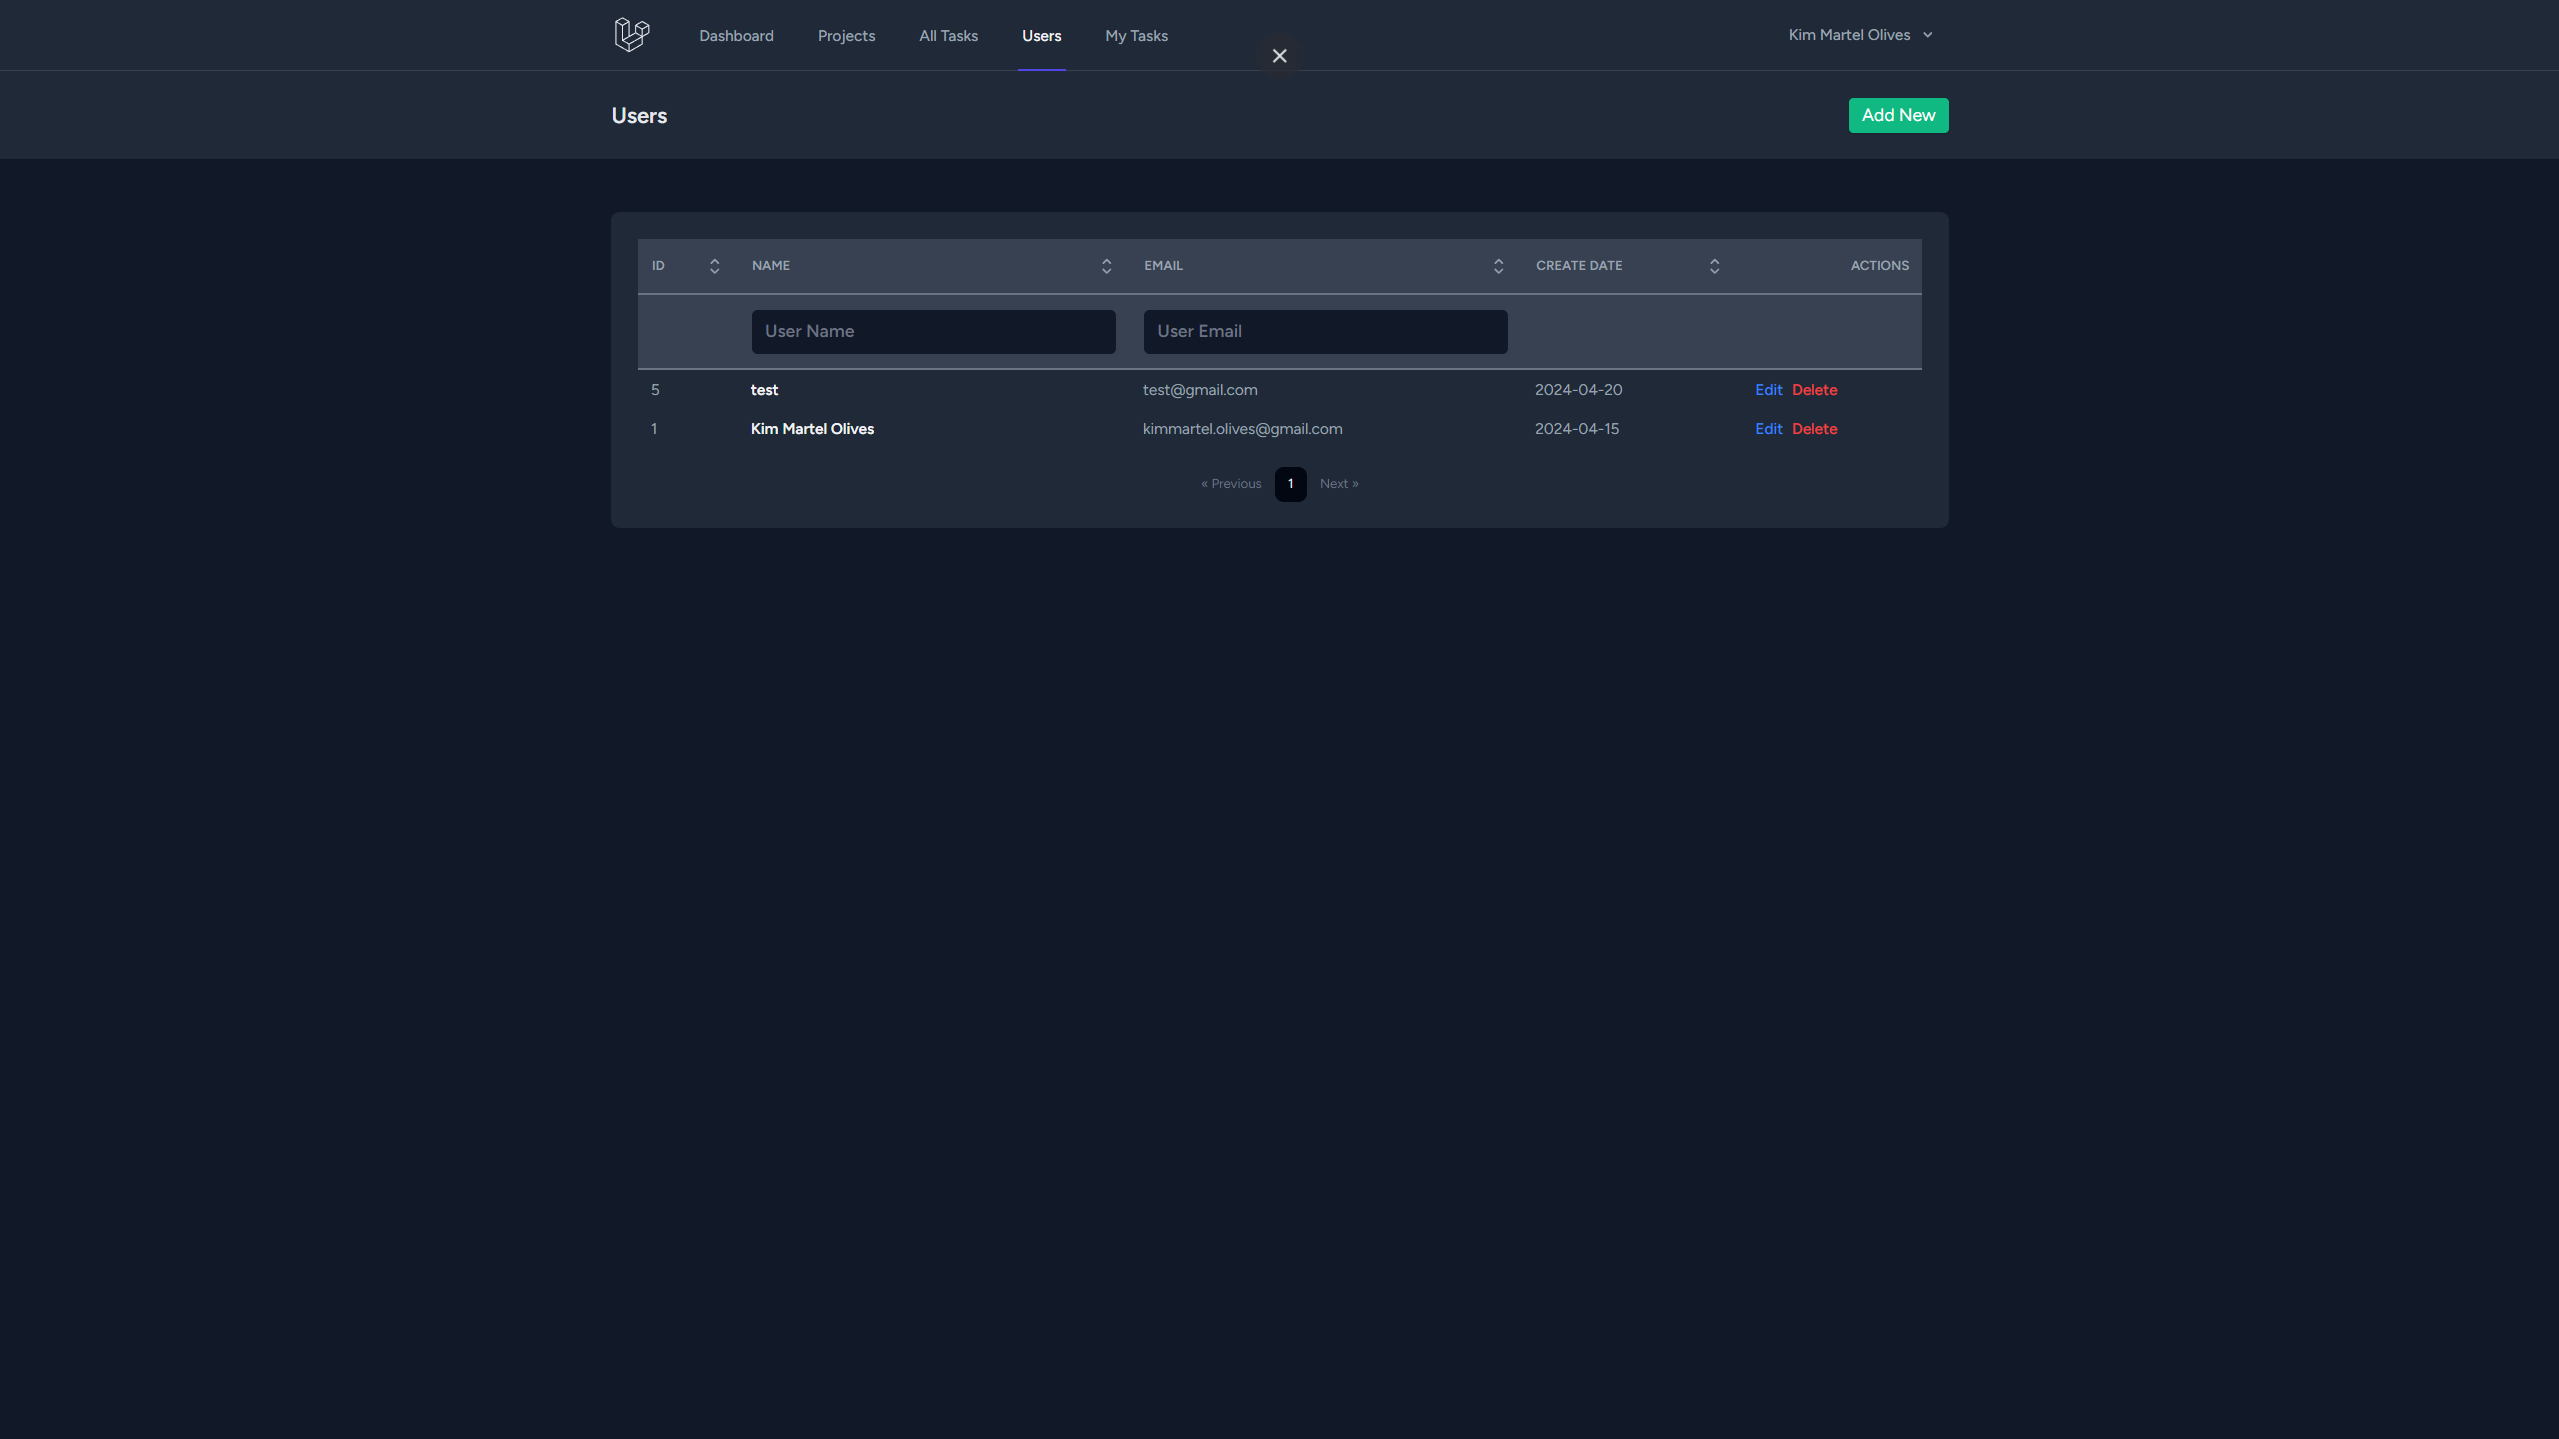 Dashboard Projects All Tasks Users My Tasks Kim Martel Olives
Users Add New
ID NAME EMAIL CREATE DATE ACTIONS
User Name User Email
5 test test@gmail.com 2024-04-20 Edit Delete
1 Kim Martel Olives kimmartel.olives@gmail.com 2024-04-15 Edit Delete
« Previous 1 Next »